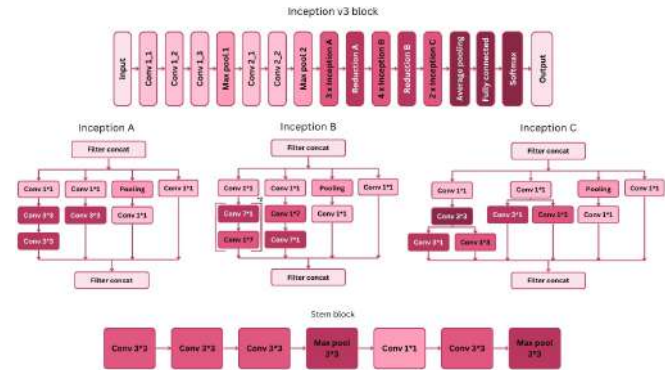 Inception v3 block
Input
Conv 1_1
Conv 1_2
Conv 1_3
Max pool 1
Conv 2_1
Conv 2_2
Max pool 2
3 x Inception A
Reduction A
4 x Inception B
Reduction B
2 x Inception C
Average pooling
Fully connected
Softmax
Output
Inception A
Filter concat
Conv 1*1
Conv 1*1
Pooling
Conv 1*1
Conv 3*3
Conv 3*3
Conv 1*1
Conv 3*3
Filter concat
Inception B
Filter concat
Conv 1*1
Conv 1*1
Pooling
Conv 1*1
Conv 7*1
Conv 1*7
Conv 1*1
Conv 1*7
Conv 7*1
Filter concat
Inception C
Filter concat
Conv 1*1
Conv 1*1
Pooling
Conv 1*1
Conv 3*3
Conv 3*1
Conv 1*1
Conv 1*1
Conv 3*1
Conv 3*3
Filter concat
Stem block
Conv 3*3
Conv 3*3
Conv 3*3
Max pool
3*3
Conv 1*1
Conv 3*3
Max pool
3*3